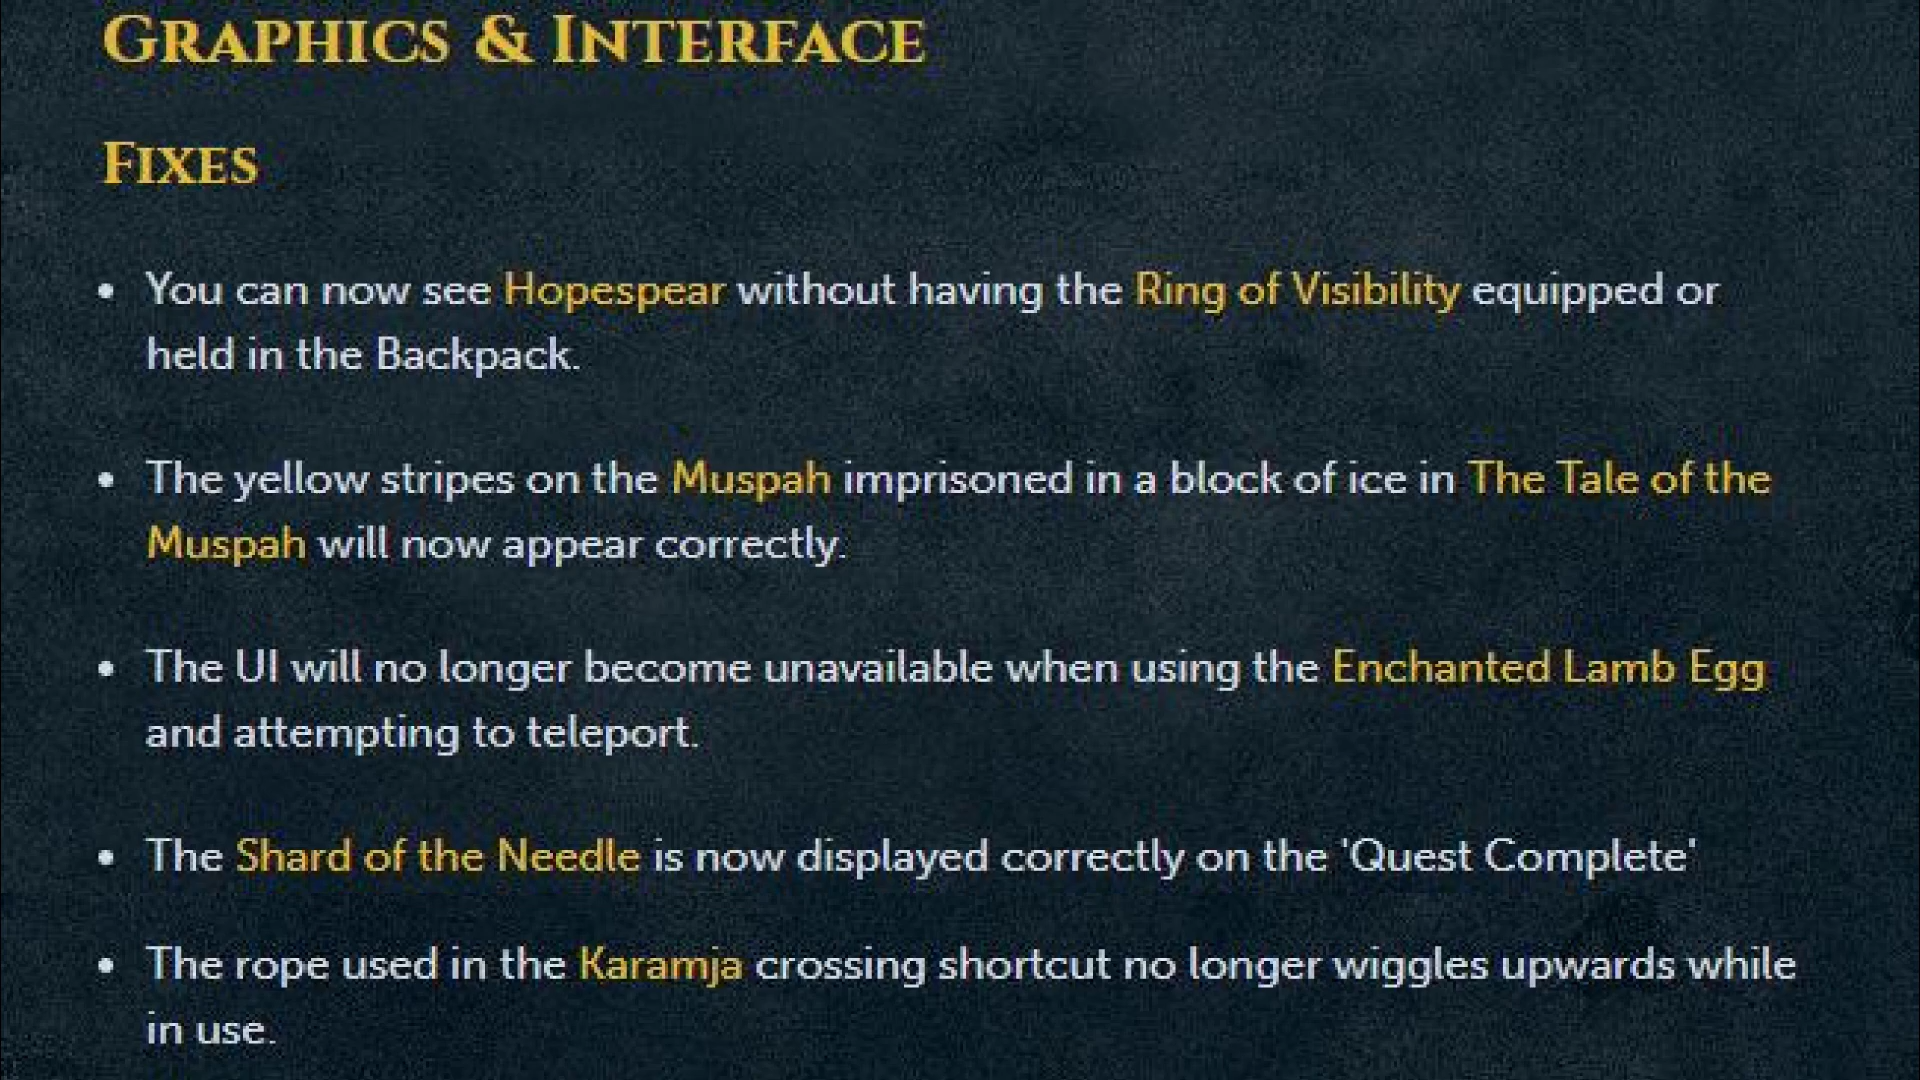 GRAPHICS & INTERFACE
FIXES
• You can now see Hopespear without having the Ring of Visibility equipped or
held in the Backpack.
• The yellow stripes on the Muspah imprisoned in a block of ice in The Tale of the
Muspah will now appear correctly.
• The UI will no longer become unavailable when using the Enchanted Lamb Egg
and attempting to teleport.
• The Shard of the Needle is now displayed correctly on the 'Quest Complete'
• The rope used in the Karamja crossing shortcut no longer wiggles upwards while
in use.